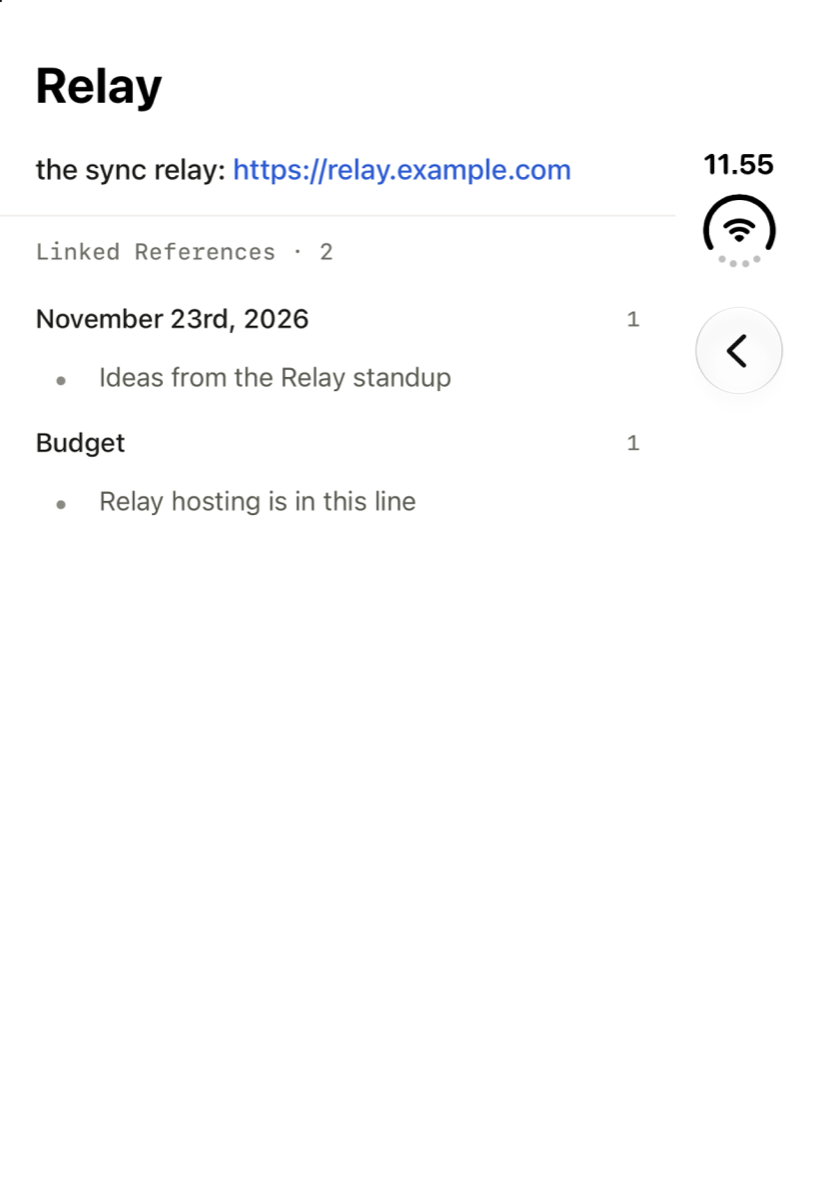 Relay
the sync relay: https://relay.example.com
11.55
Linked References · 2
November 23rd, 2026 1
• Ideas from the Relay standup
Budget 1
• Relay hosting is in this line